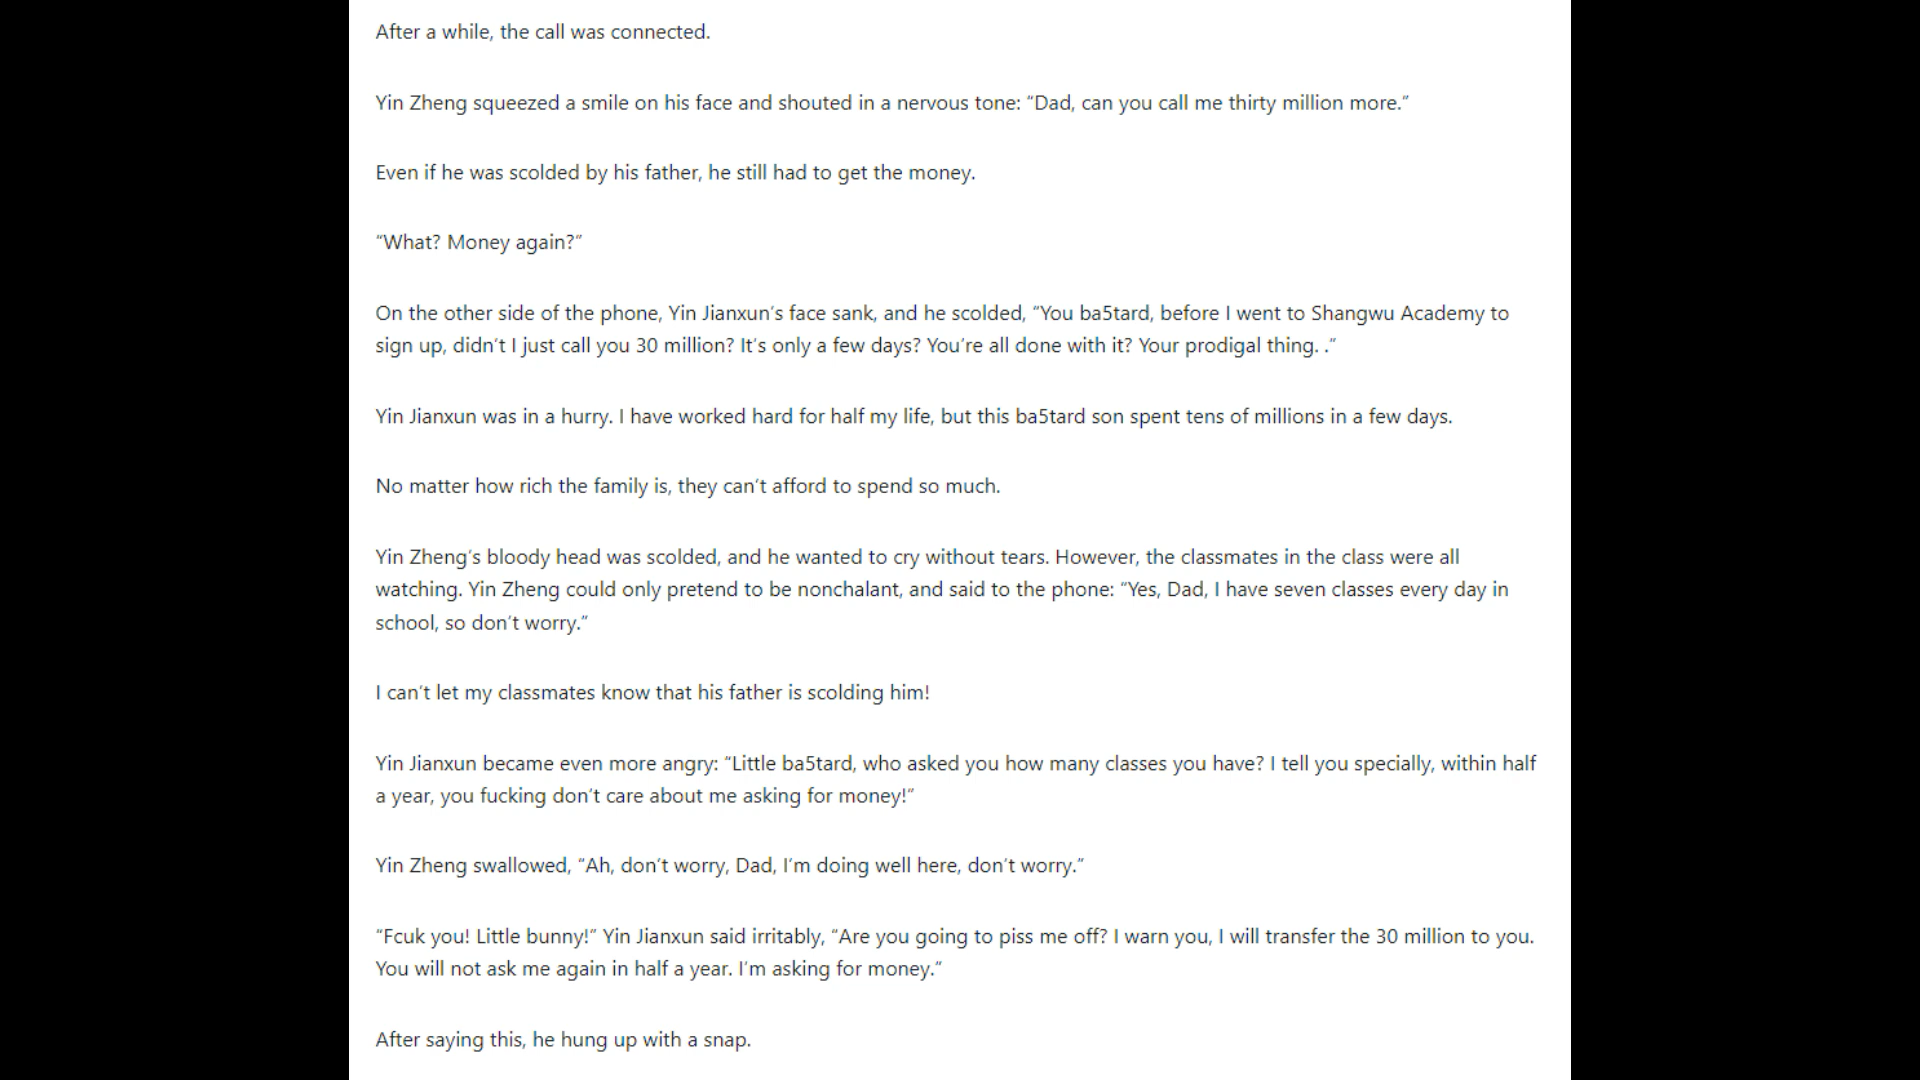 After a while, the call was connected.
Yin Zheng squeezed a smile on his face and shouted in a nervous tone: “Dad, can you call me thirty million more.”
Even if he was scolded by his father, he still had to get the money.
“What? Money again?”
On the other side of the phone, Yin Jianxun’s face sank, and he scolded, “You ba5tard, before I went to Shangwu Academy to
sign up, didn’t I just call you 30 million? It’s only a few days? You’re all done with it? Your prodigal thing. .”
Yin Jianxun was in a hurry. I have worked hard for half my life, but this ba5tard son spent tens of millions in a few days.
No matter how rich the family is, they can’t afford to spend so much.
Yin Zheng’s bloody head was scolded, and he wanted to cry without tears. However, the classmates in the class were all
watching. Yin Zheng could only pretend to be nonchalant, and said to the phone: “Yes, Dad, I have seven classes every day in
school, so don’t worry.”
I can’t let my classmates know that his father is scolding him!
Yin Jianxun became even more angry: “Little ba5tard, who asked you how many classes you have? I tell you specially, within half
a year, you fucking don’t care about me asking for money!”
Yin Zheng swallowed, “Ah, don’t worry, Dad, I’m doing well here, don’t worry.”
“Fcuk you! Little bunny!” Yin Jianxun said irritably, “Are you going to piss me off? I warn you, I will transfer the 30 million to you.
You will not ask me again in half a year. I’m asking for money.”
After saying this, he hung up with a snap.